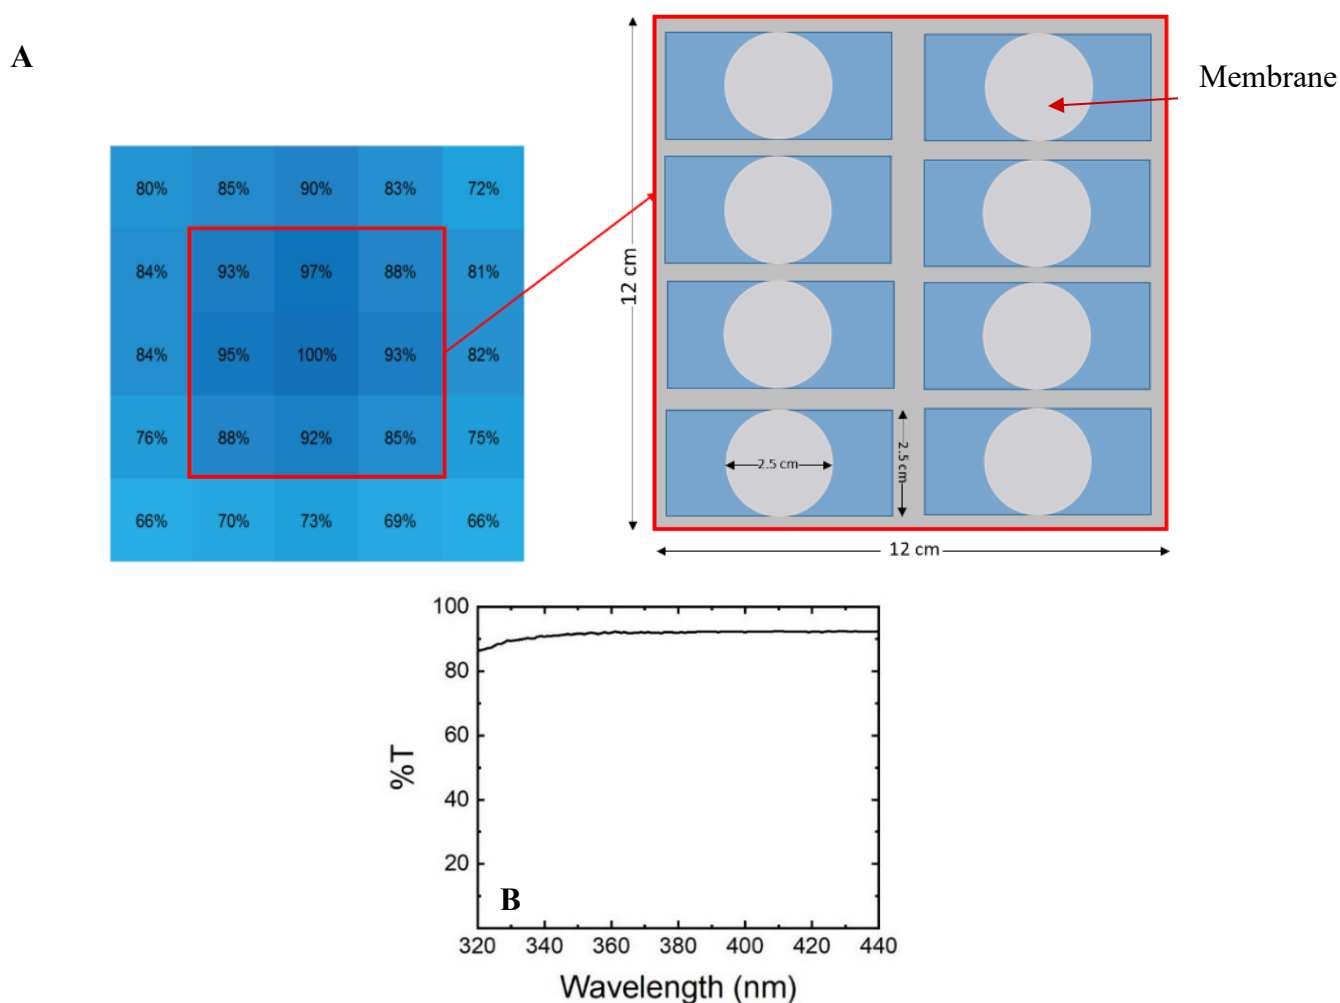 A
Membrane
80% 85% 90% 83% 72%
84% 93% 97% 88% 81%
84% 95% 100% 93% 82%
76% 88% 92% 85% 75%
66% 70% 73% 69% 66%
12 cm
2.5 cm
2.5 cm
12 cm
100
80
60
40
20
%T
B
320 340 360 380 400 420 440
Wavelength (nm)